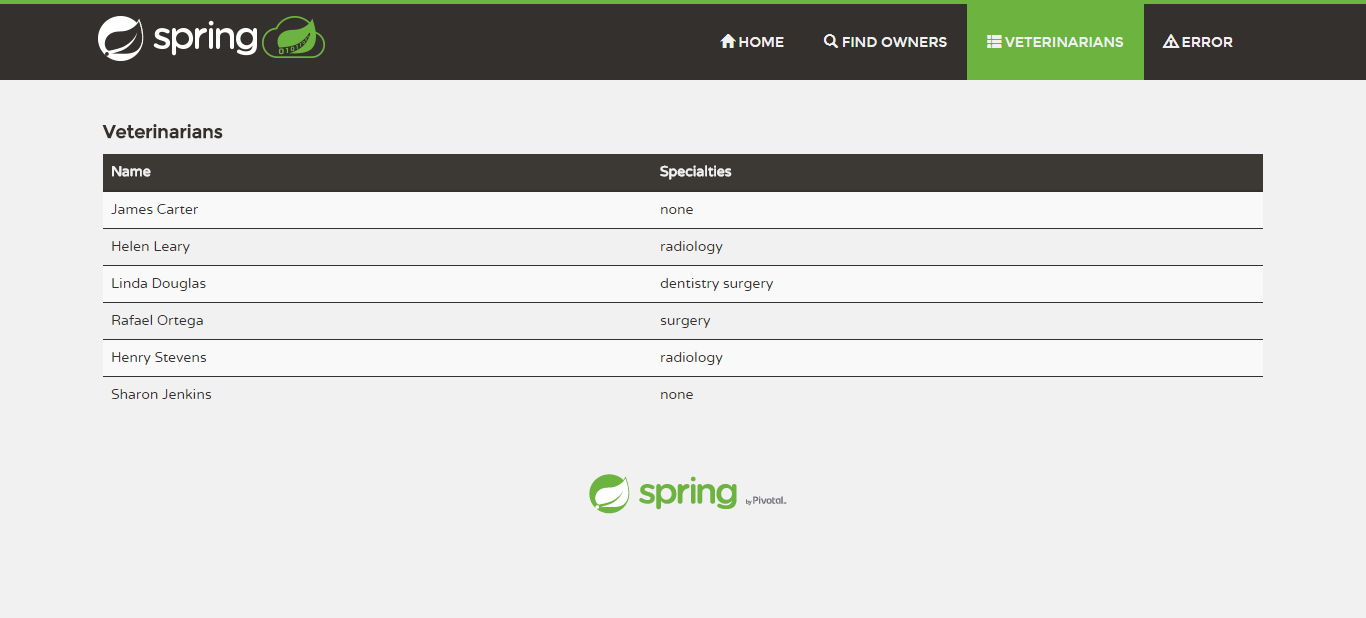 spring
HOME FIND OWNERS VETERINARIANS ERROR
Veterinarians
Name Specialties
James Carter none
Helen Leary radiology
Linda Douglas dentistry surgery
Rafael Ortega surgery
Henry Stevens radiology
Sharon Jenkins none
spring by Pivotal.